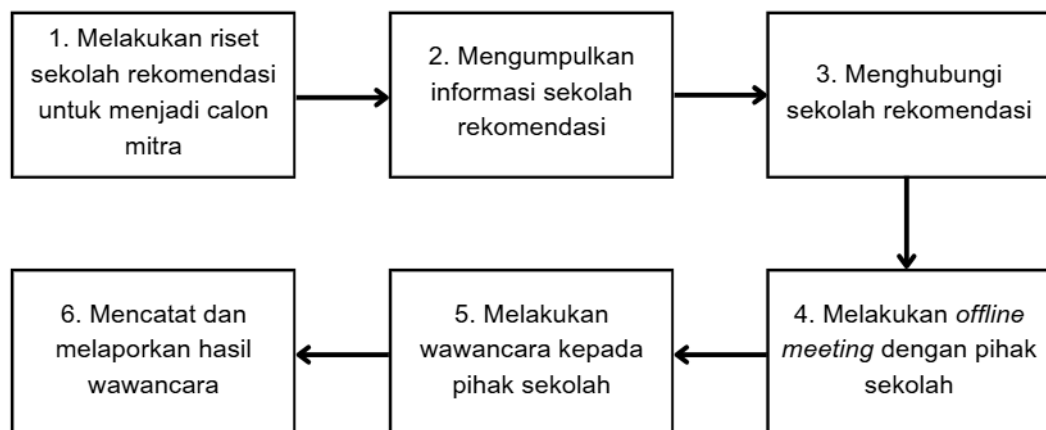 1. Melakukan riset
sekolah rekomendasi
untuk menjadi calon
mitra
2. Mengumpulkan
informasi sekolah
rekomendasi
3. Menghubungi
sekolah rekomendasi
4. Melakukan offline
meeting dengan pihak
sekolah
5. Melakukan
wawancara kepada
pihak sekolah
6. Mencatat dan
melaporkan hasil
wawancara